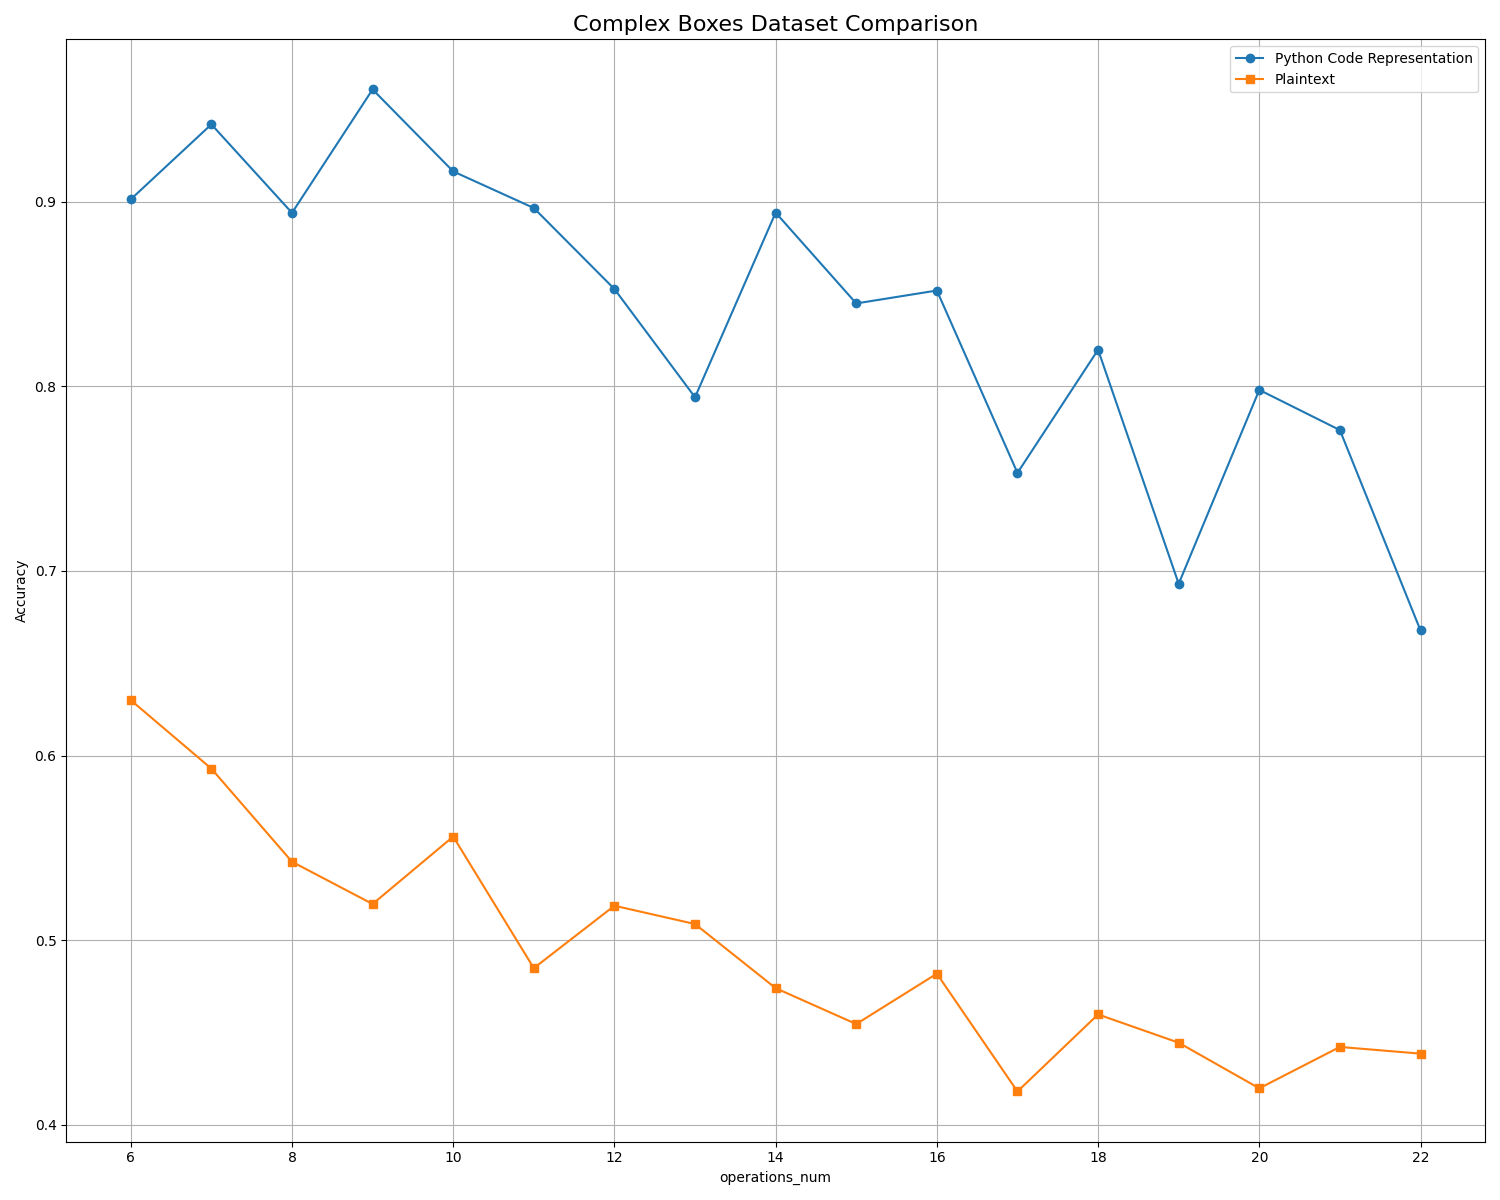 Complex Boxes Dataset Comparison
Python Code Representation
Plaintext
Accuracy
0.9
0.8
0.7
0.6
0.5
0.4
6 8 10 12 14 16 18 20 22
operations_num